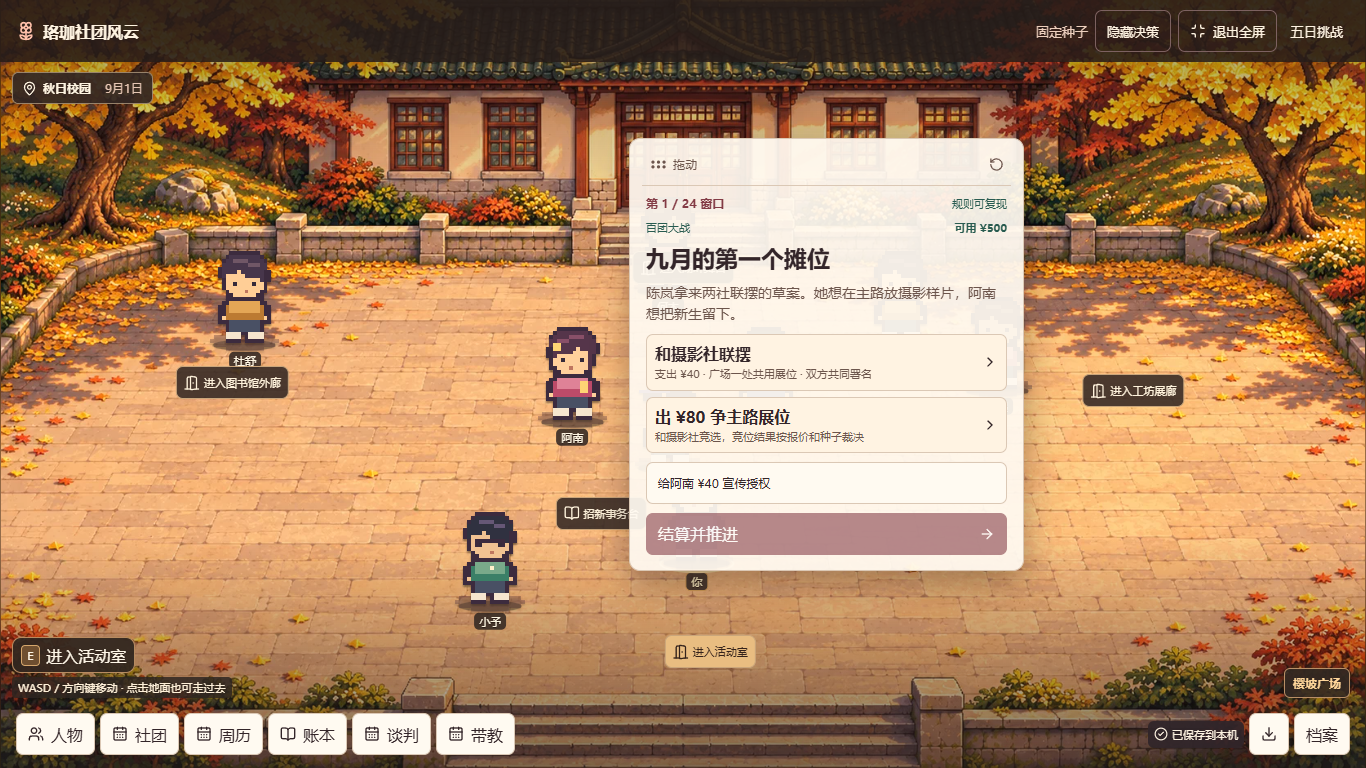 珞珈社团风云
固定种子
隐藏决策
退出全屏
五日挑战
秋日校园 9月1日
拖动
第 1 / 24 窗口
规则可复现
百团大战
可用 ¥500
九月的第一个摊位
陈岚拿来两社联摆的草案。她想在主路放摄影样片，阿南
想把新生留下。
和摄影社联摆
支出 ¥40 · 广场一处共用展位 · 双方共同署名
出 ¥80 争主路展位
和摄影社竞选，竞位结果按报价和种子裁决
给阿南 ¥40 宣传授权
结算并推进
杜舒
进入图书馆外廊
阿南
进入工坊展廊
招新事务
你
小予
进入活动室
E 进入活动室
WASD / 方向键移动 · 点击地面也可走过去
樱坡广场
人物
社团
周历
账本
谈判
带教
已保存到本机
档案